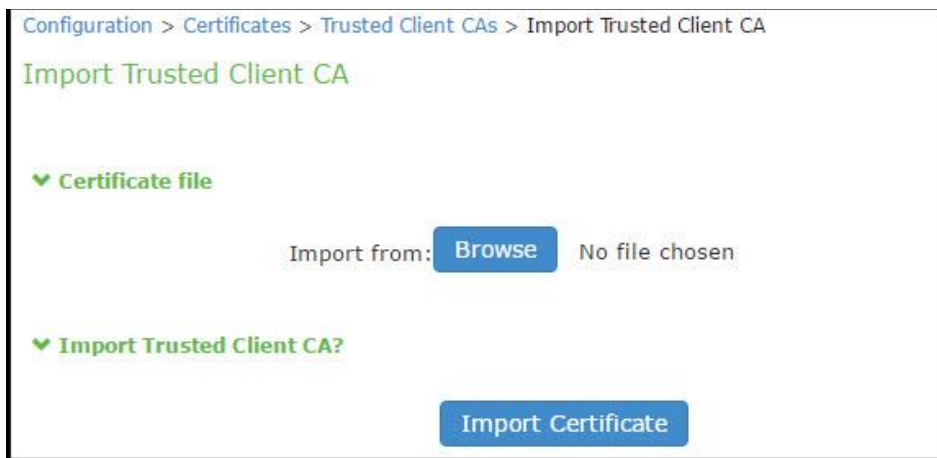 Configuration > Certificates > Trusted Client CAs > Import Trusted Client CA
Import Trusted Client CA
Certificate file
Import from: Browse No file chosen
Import Trusted Client CA?
Import Certificate